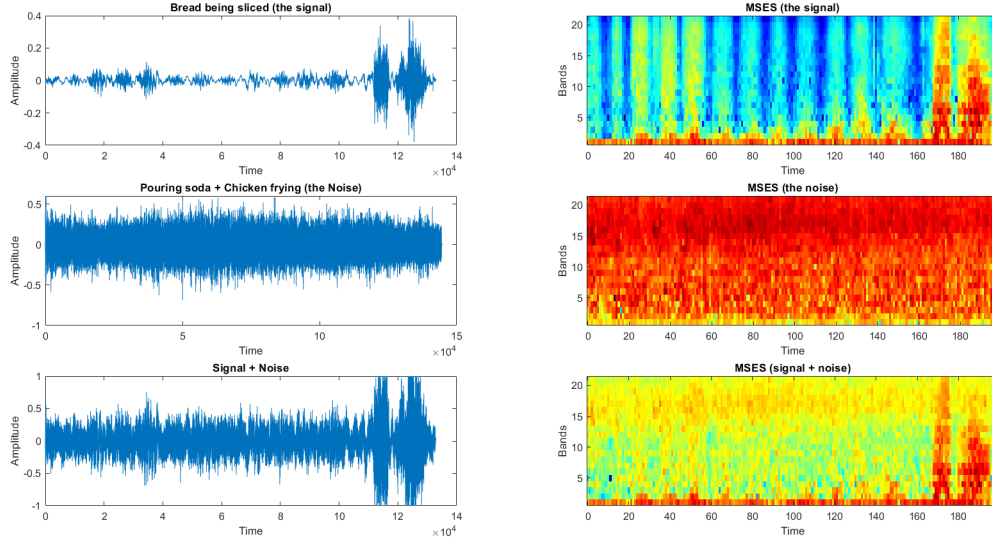 Bread being sliced (the signal)
0.4
0.2
0
-0.2
-0.4
Amplitude
0 2 4 6 8 10 12 14
Time
× 10⁴
MSES (the signal)
20
15
10
5
Bands
0 20 40 60 80 100 120 140 160 180
Time
Pouring soda + Chicken frying (the Noise)
0.5
0
-0.5
-1
Amplitude
0 5 10 15
Time
× 10⁴
MSES (the noise)
20
15
10
5
Bands
0 20 40 60 80 100 120 140 160 180
Time
Signal + Noise
1
0.5
0
-0.5
-1
Amplitude
0 2 4 6 8 10 12 14
Time
× 10⁴
MSES (signal + noise)
20
15
10
5
Bands
0 20 40 60 80 100 120 140 160 180
Time